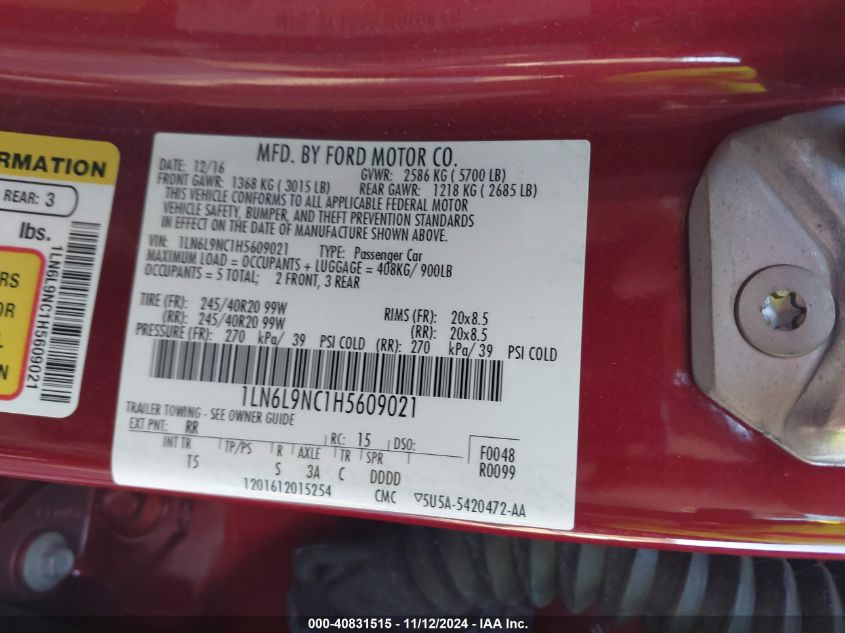 RMATION
REAR: 3
lbs.
RS
OR
L
N
1LN6L9NC1H5609021
MFD. BY FORD MOTOR CO.
DATE: 12/16 GVWR: 2586 KG ( 5700 LB)
FRONT GAWR: 1368 KG ( 3015 LB) REAR GAWR: 1218 KG ( 2685 LB)
THIS VEHICLE CONFORMS TO ALL APPLICABLE FEDERAL MOTOR
VEHICLE SAFETY, BUMPER, AND THEFT PREVENTION STANDARDS
IN EFFECT ON THE DATE OF MANUFACTURE SHOWN ABOVE.
VIN: 1LN6L9NC1H5609021 TYPE: Passenger Car
MAXIMUM LOAD = OCCUPANTS + LUGGAGE = 408KG/ 900LB
OCCUPANTS = 5 TOTAL; 2 FRONT, 3 REAR
TIRE (FR): 245/40R20 99W RIMS (FR): 20x8.5
(RR): 245/40R20 99W (RR): 20x8.5
PRESSURE (FR): 270 kPa/ 39 PSI COLD (RR): 270 kPa/ 39 PSI COLD
1LN6L9NC1H5609021
TRAILER TOWING - SEE OWNER GUIDE
EXT PNT: RR RC: 15 DSO: F0048
INT TR TP/PS R AXLE TR SPR R0099
T5 S 3A C DDDD
1201612015254 CMC ▽5U5A-5420472-AA
000-40831515 - 11/12/2024 - IAA Inc.